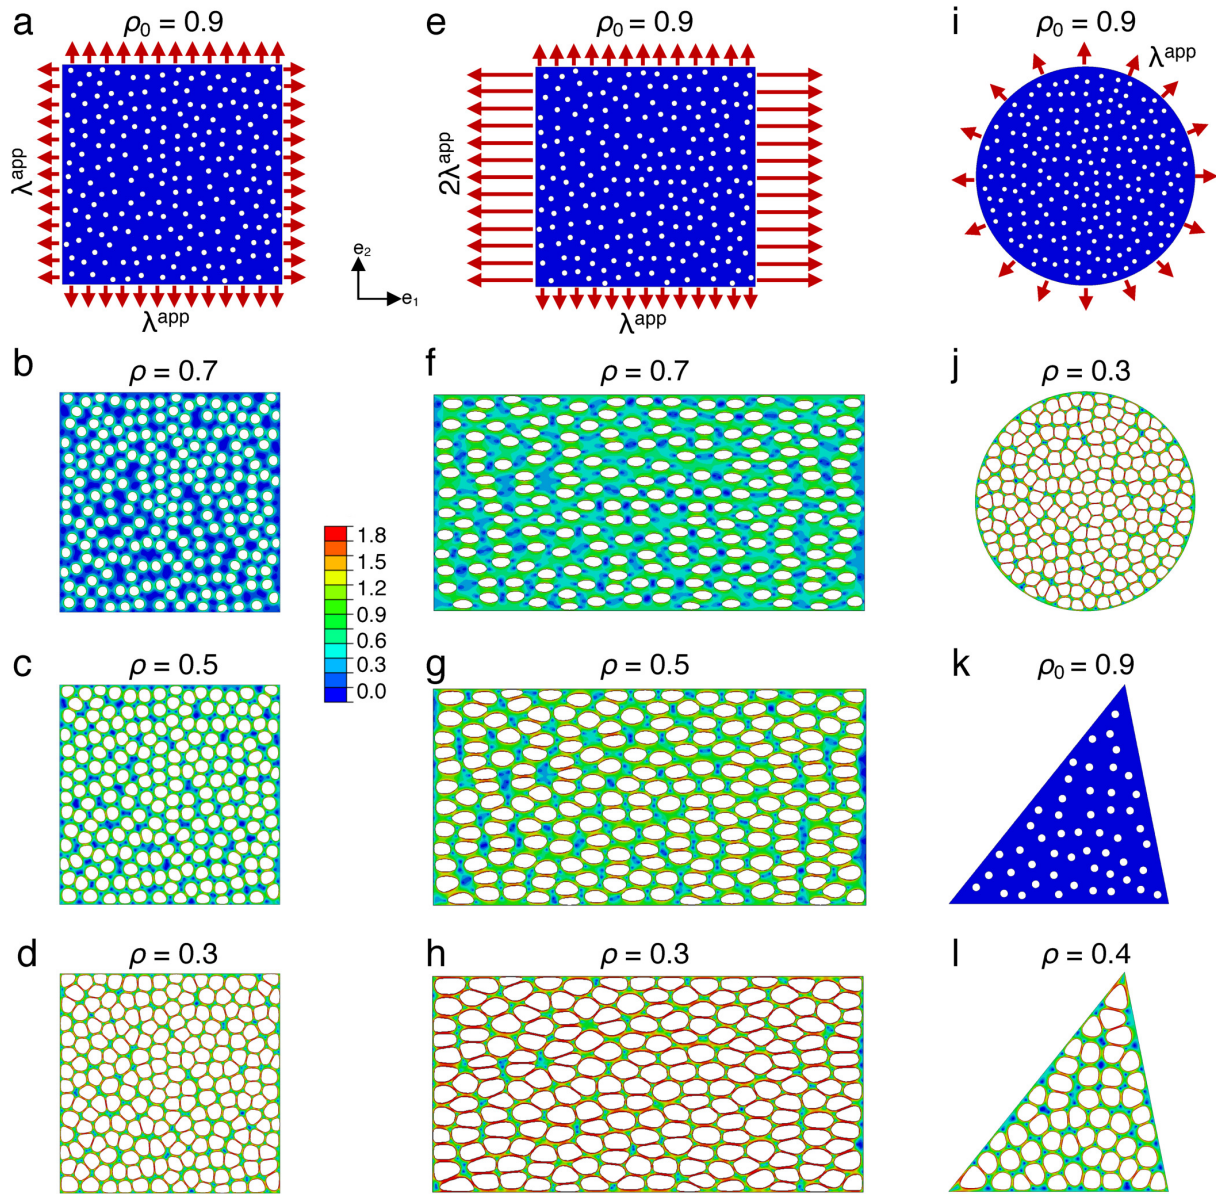 a
ρ₀ = 0.9
λᵃᵖᵖ
λᵃᵖᵖ
e₂
e₁
e
ρ₀ = 0.9
2λᵃᵖᵖ
λᵃᵖᵖ
i
ρ₀ = 0.9
λᵃᵖᵖ
b
ρ = 0.7
f
ρ = 0.7
j
ρ = 0.3
1.8
1.5
1.2
0.9
0.6
0.3
0.0
c
ρ = 0.5
g
ρ = 0.5
k
ρ₀ = 0.9
d
ρ = 0.3
h
ρ = 0.3
l
ρ = 0.4